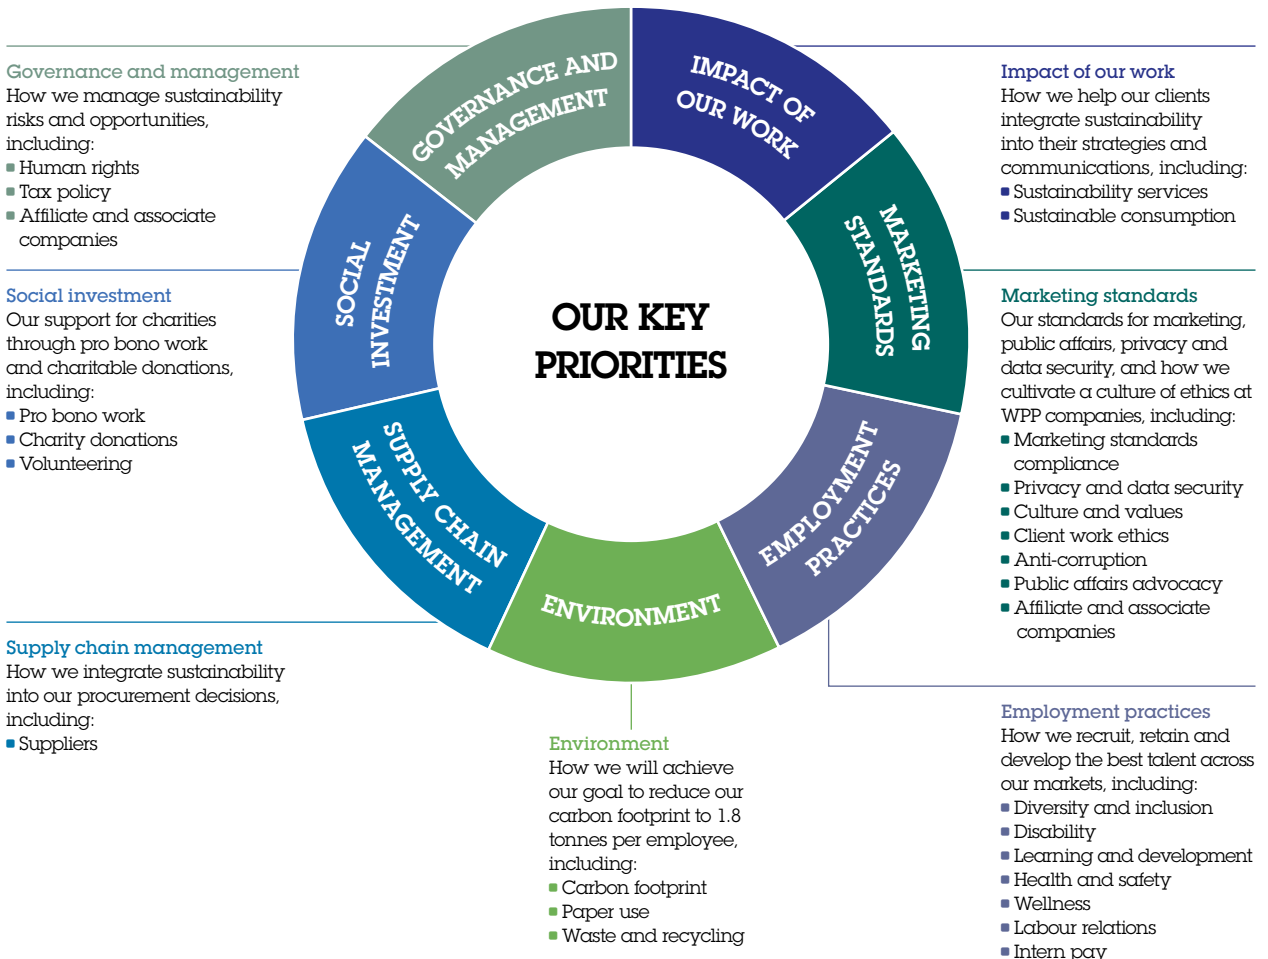 GOVERNANCE AND
MANAGEMENT
IMPACT OF
OUR WORK
MARKETING
STANDARDS
EMPLOYMENT
PRACTICES
ENVIRONMENT
SUPPLY CHAIN
MANAGEMENT
SOCIAL
INVESTMENT
OUR KEY
PRIORITIES
Governance and management
How we manage sustainability
risks and opportunities,
including:
Human rights
Tax policy
Affiliate and associate
companies
Social investment
Our support for charities
through pro bono work
and charitable donations,
including:
Pro bono work
Charity donations
Volunteering
Supply chain management
How we integrate sustainability
into our procurement decisions,
including:
Suppliers
Environment
How we will achieve
our goal to reduce our
carbon footprint to 1.8
tonnes per employee,
including:
Carbon footprint
Paper use
Waste and recycling
Impact of our work
How we help our clients
integrate sustainability
into their strategies and
communications, including:
Sustainability services
Sustainable consumption
Marketing standards
Our standards for marketing,
public affairs, privacy and
data security, and how we
cultivate a culture of ethics at
WPP companies, including:
Marketing standards
compliance
Privacy and data security
Culture and values
Client work ethics
Anti-corruption
Public affairs advocacy
Affiliate and associate
companies
Employment practices
How we recruit, retain and
develop the best talent across
our markets, including:
Diversity and inclusion
Disability
Learning and development
Health and safety
Wellness
Labour relations
Intern pay